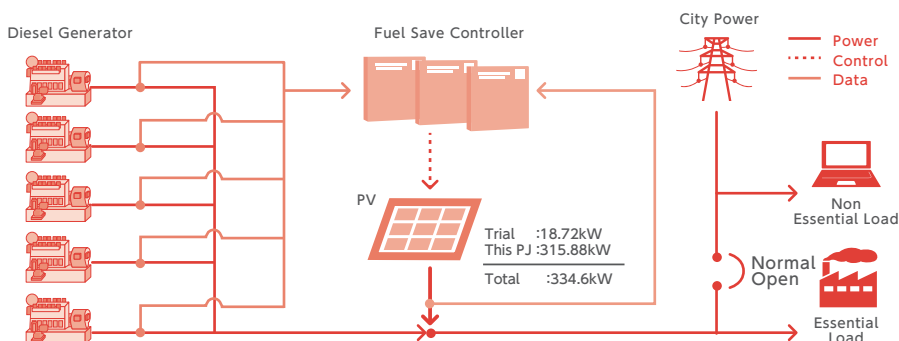 City Power
Diesel Generator
Fuel Save Controller
Power
Control
Data
PV
Trial :18.72kW
This PJ :315.88kW
Total :334.6kW
Non
Essential Load
Normal
Open
Essential
Load